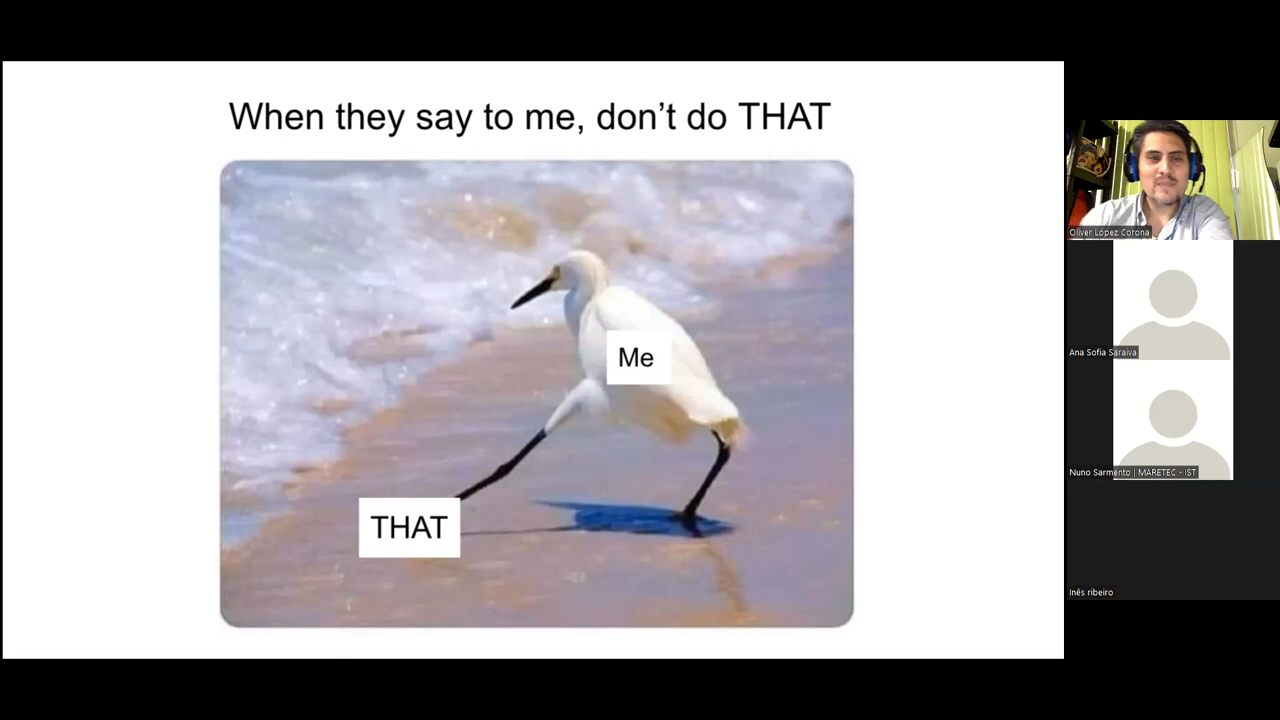 When they say to me, don’t do THAT
Me
THAT
Oliver López Corona
Ana Sofia Saraiva
Nuno Sarmento | MARETEC - IST
Inês ribeiro